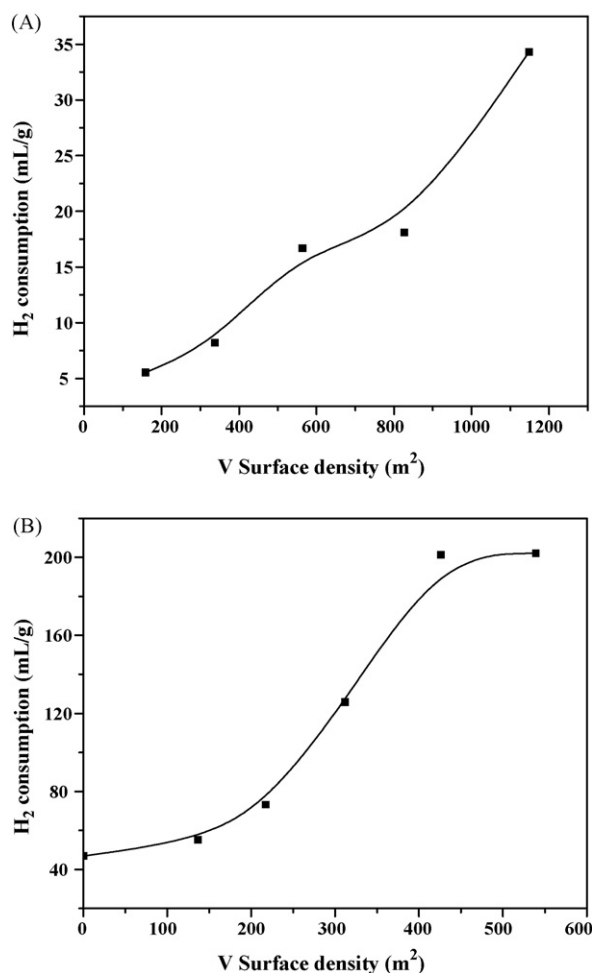 (A)
35
30
25
20
15
10
5
H₂ consumption (mL/g)
0 200 400 600 800 1000 1200
V Surface density (m²)
(B)
200
160
120
80
40
H₂ consumption (mL/g)
0 100 200 300 400 500 600
V Surface density (m²)